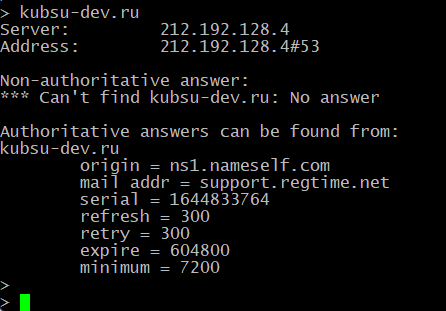 > kubsu-dev.ru
Server:         212.192.128.4
Address:        212.192.128.4#53

Non-authoritative answer:
*** Can't find kubsu-dev.ru: No answer

Authoritative answers can be found from:
kubsu-dev.ru
        origin = ns1.nameself.com
        mail addr = support.regtime.net
        serial = 1644833764
        refresh = 300
        retry = 300
        expire = 604800
        minimum = 7200
>
>